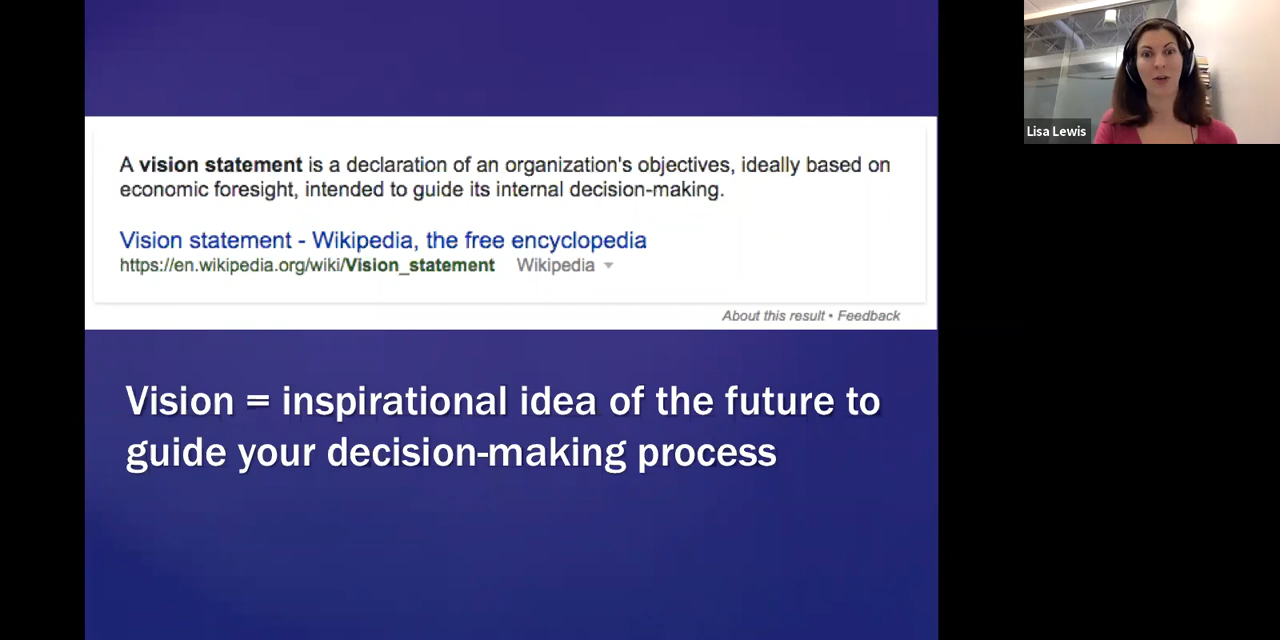 A vision statement is a declaration of an organization's objectives, ideally based on
economic foresight, intended to guide its internal decision-making.
Vision statement - Wikipedia, the free encyclopedia
https://en.wikipedia.org/wiki/Vision_statement Wikipedia
About this result • Feedback
Vision = inspirational idea of the future to
guide your decision-making process
Lisa Lewis